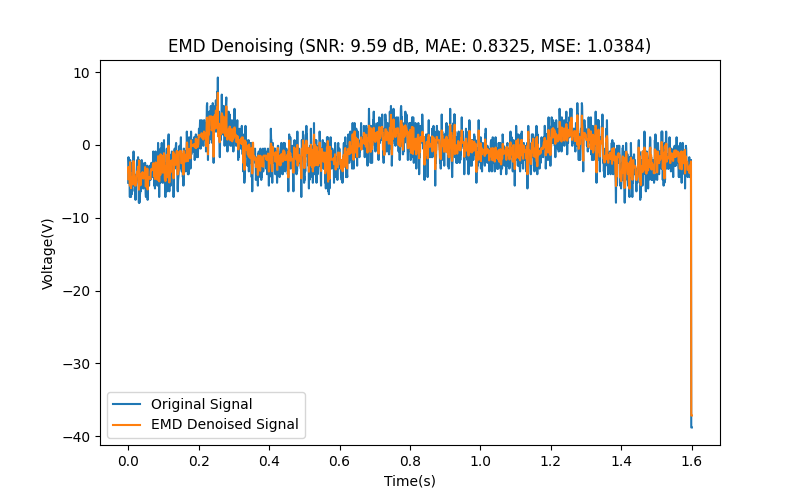 EMD Denoising (SNR: 9.59 dB, MAE: 0.8325, MSE: 1.0384)
10
0
−10
−20
−30
−40
Voltage(V)
Original Signal
EMD Denoised Signal
0.0 0.2 0.4 0.6 0.8 1.0 1.2 1.4 1.6
Time(s)